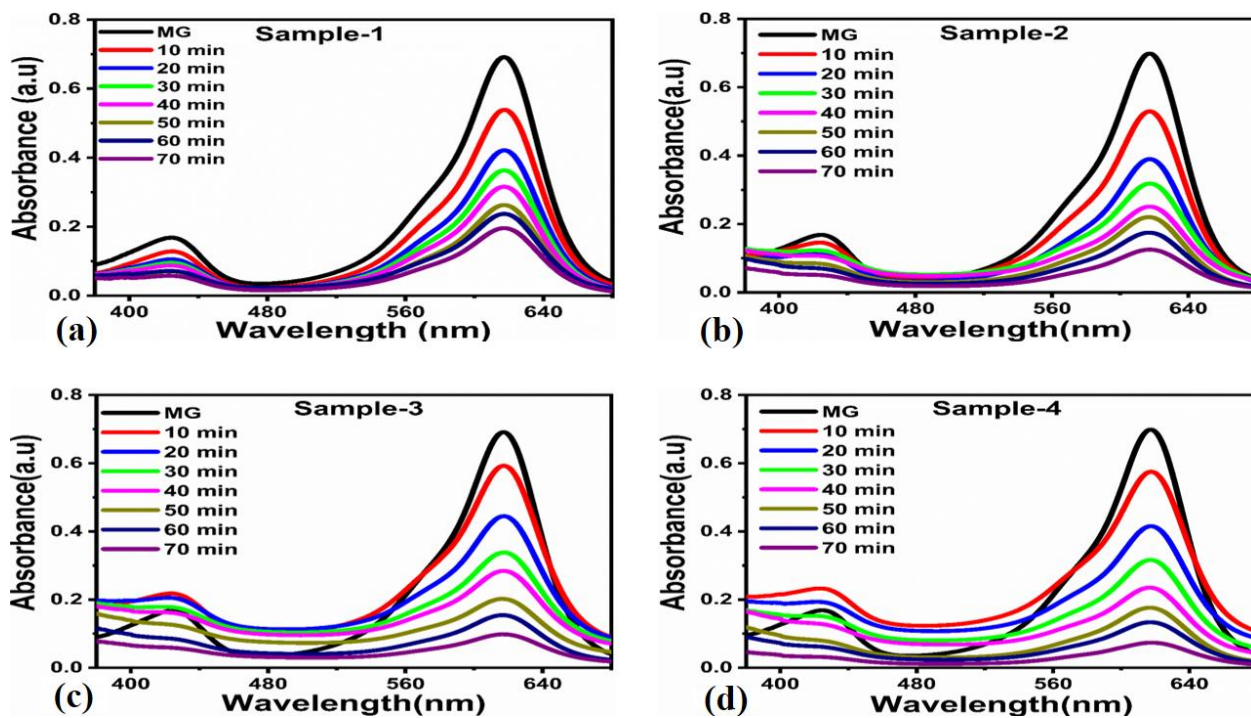 Sample-1
MG
10 min
20 min
30 min
40 min
50 min
60 min
70 min
Absorbance (a.u)
0.8
0.6
0.4
0.2
0.0
400
480
560
640
Wavelength (nm)
(a)
Sample-2
MG
10 min
20 min
30 min
40 min
50 min
60 min
70 min
Absorbance(a.u)
0.8
0.6
0.4
0.2
0.0
400
480
560
640
Wavelength(nm)
(b)
Sample-3
MG
10 min
20 min
30 min
40 min
50 min
60 min
70 min
Absorbance(a.u)
0.8
0.6
0.4
0.2
0.0
400
480
560
640
Wavelength(nm)
(c)
Sample-4
MG
10 min
20 min
30 min
40 min
50 min
60 min
70 min
Absorbance(a.u)
0.8
0.6
0.4
0.2
0.0
400
480
560
640
Wavelength(nm)
(d)